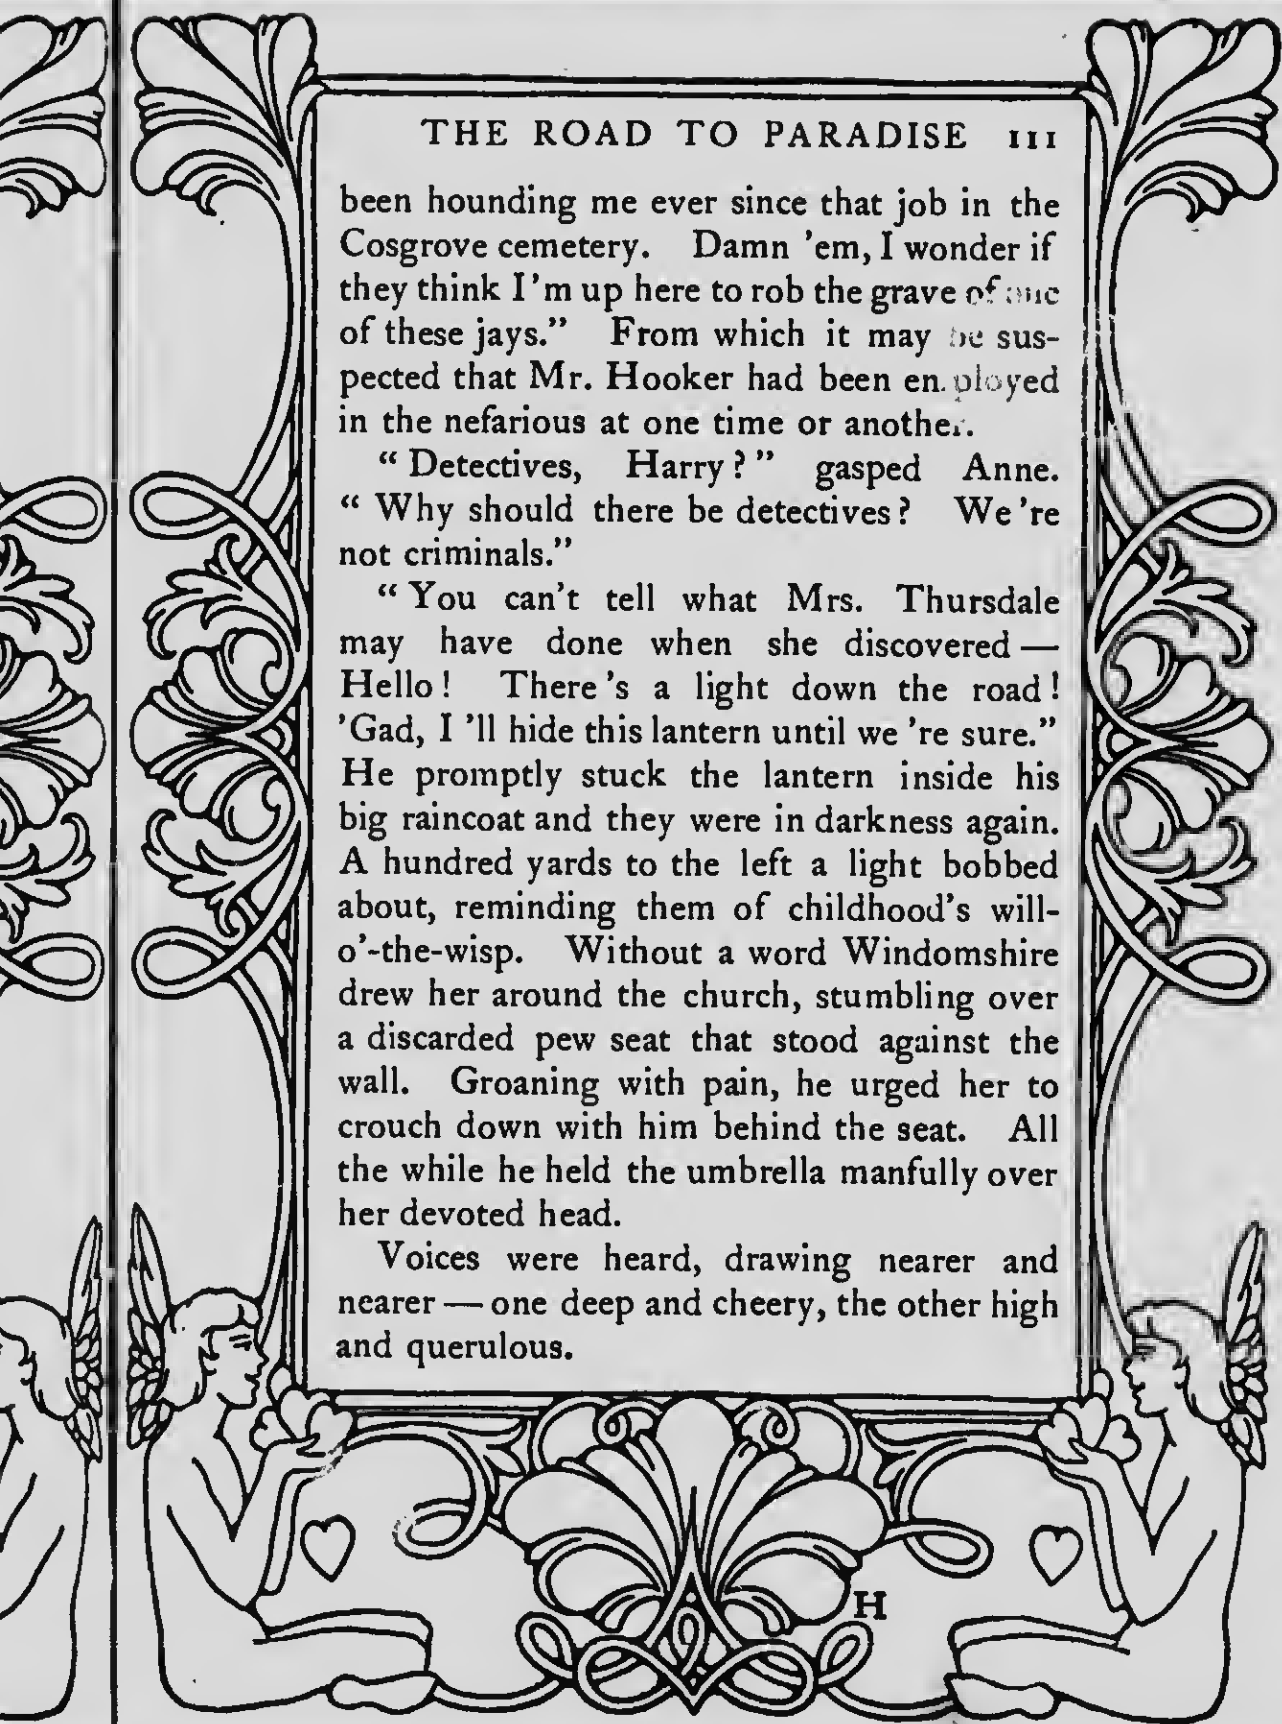 THE ROAD TO PARADISE 111
been hounding me ever since that job in the
Cosgrove cemetery. Damn 'em, I wonder if
they think I'm up here to rob the grave of one
of these jays." From which it may be sus-
pected that Mr. Hooker had been employed
in the nefarious at one time or another.
"Detectives, Harry?" gasped Anne.
"Why should there be detectives? We're
not criminals."
"You can't tell what Mrs. Thursdale
may have done when she discovered—
Hello! There's a light down the road!
'Gad, I'll hide this lantern until we're sure."
He promptly stuck the lantern inside his
big raincoat and they were in darkness again.
A hundred yards to the left a light bobbed
about, reminding them of childhood's will-
o'-the-wisp. Without a word Windomshire
drew her around the church, stumbling over
a discarded pew seat that stood against the
wall. Groaning with pain, he urged her to
crouch down with him behind the seat. All
the while he held the umbrella manfully over
her devoted head.
Voices were heard, drawing nearer and
nearer—one deep and cheery, the other high
and querulous.
H